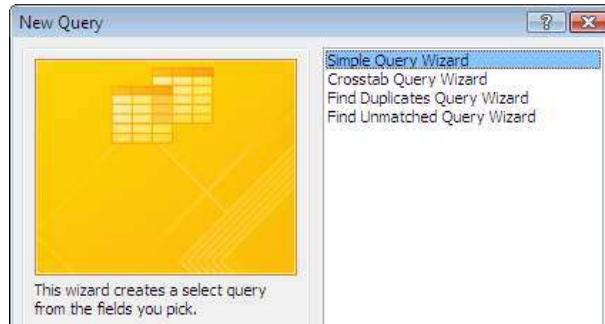 New Query
Simple Query Wizard
Crosstab Query Wizard
Find Duplicates Query Wizard
Find Unmatched Query Wizard
This wizard creates a select query
from the fields you pick.